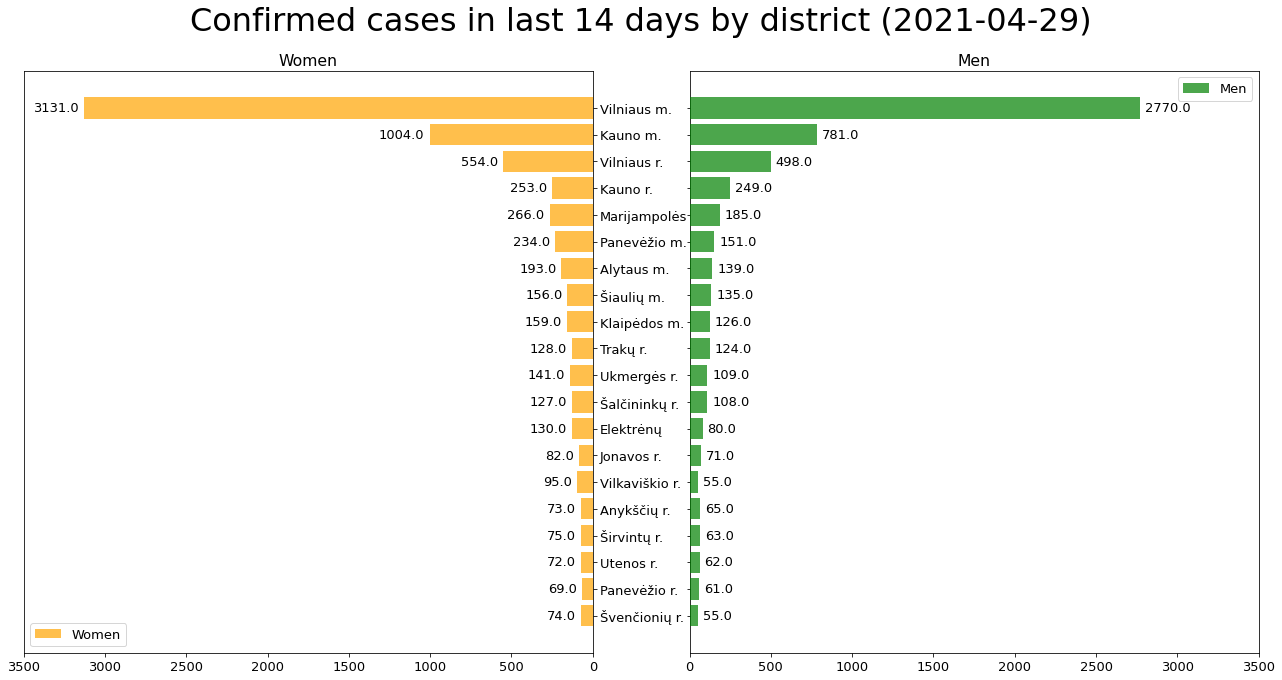 Confirmed cases in last 14 days by district (2021-04-29)
Women
Men
Men
3131.0 Vilniaus m. 2770.0
1004.0 Kauno m. 781.0
554.0 Vilniaus r. 498.0
253.0 Kauno r. 249.0
266.0 Marijampolės 185.0
234.0 Panevėžio m. 151.0
193.0 Alytaus m. 139.0
156.0 Šiaulių m. 135.0
159.0 Klaipėdos m. 126.0
128.0 Trakų r. 124.0
141.0 Ukmergės r. 109.0
127.0 Šalčininkų r. 108.0
130.0 Elektrėnų 80.0
82.0 Jonavos r. 71.0
95.0 Vilkaviškio r. 55.0
73.0 Anykščių r. 65.0
75.0 Širvintų r. 63.0
72.0 Utenos r. 62.0
69.0 Panevėžio r. 61.0
74.0 Švenčionių r. 55.0
Women
3500 3000 2500 2000 1500 1000 500 0
0 500 1000 1500 2000 2500 3000 3500